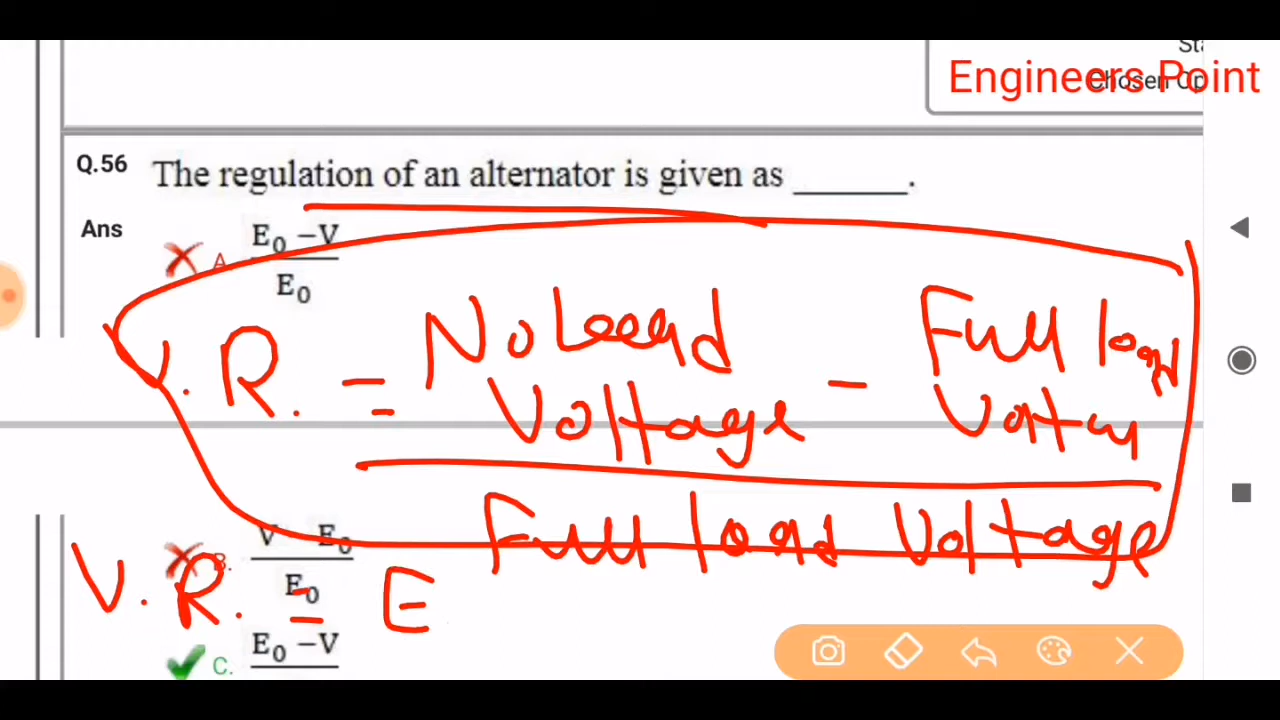 Engineers Point
Q.56 The regulation of an alternator is given as ______.
Ans
A. E₀ – V
E₀
V.R. = No Load Voltage – Full load
Full load Voltage
B. V E₀
E₀
V.R. = E
C. E₀ – V